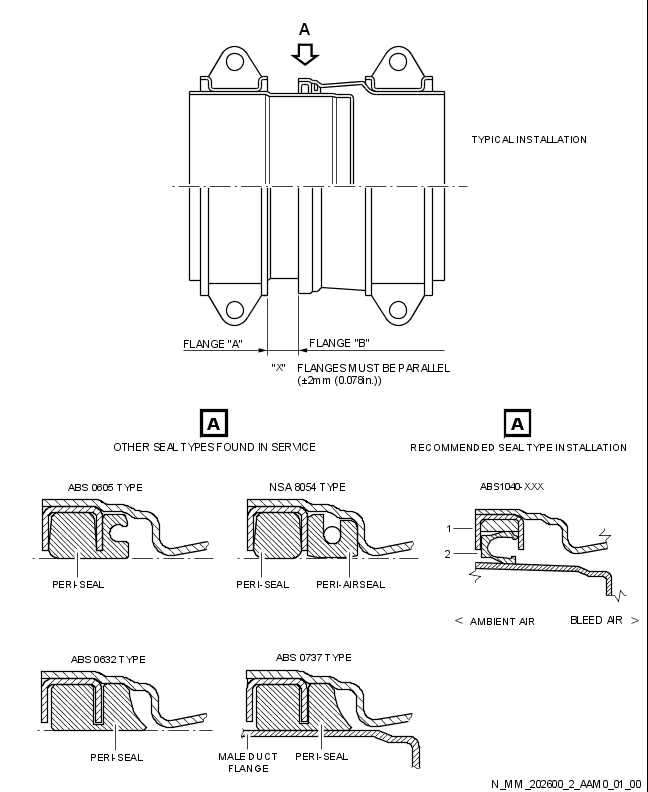 A
TYPICAL INSTALLATION
FLANGE "A"
FLANGE "B"
"X"
FLANGES MUST BE PARALLEL
(±2mm (0.078in.))
A
OTHER SEAL TYPES FOUND IN SERVICE
A
RECOMMENDED SEAL TYPE INSTALLATION
ABS 0605 TYPE
PERI-SEAL
NSA 8054 TYPE
PERI-SEAL
PERI-AIRSEAL
ABS1040-XXX
1
2
< AMBIENT AIR
BLEED AIR >
ABS 0632 TYPE
PERI-SEAL
ABS 0737 TYPE
MALE DUCT
FLANGE
PERI-SEAL
N_MM_202600_2_AAM0_01_00